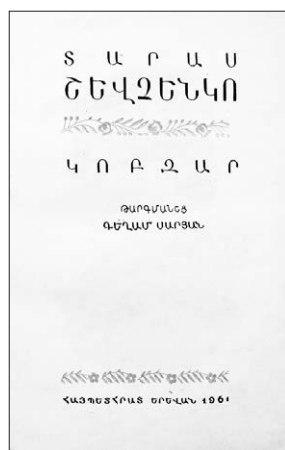 ՏԱՐԱՍ
ՇԵՎՉԵՆԿՈ
ԿՈԲԶԱՐ
ԹԱՐԳՄԱՆԵՑ
ԳԵՂԱՄ ՍԱՐՅԱՆ
ՀԱՅՊԵՏՀՐԱՏ ԵՐԵՎԱՆ 1961